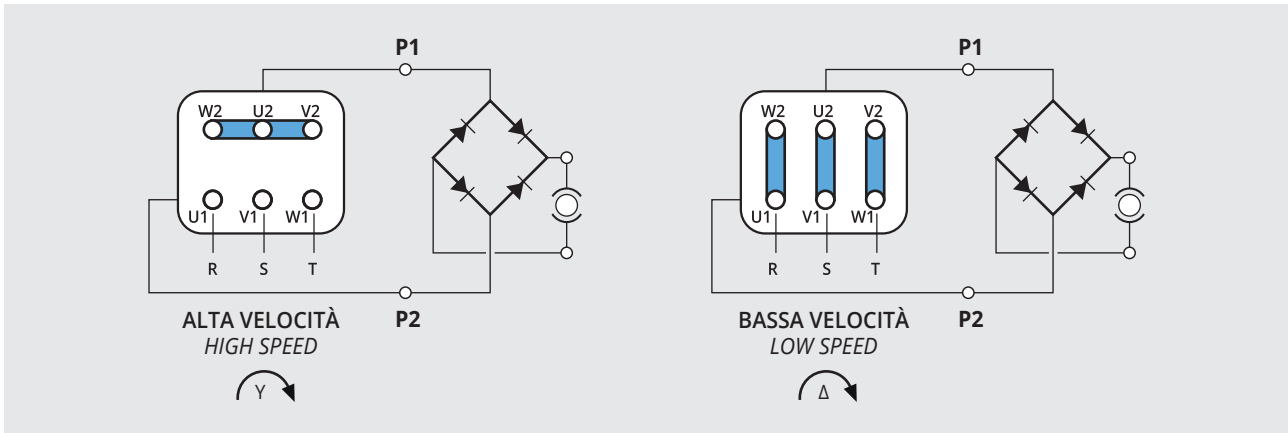 P1
W2 U2 V2
U1 V1 W1
R S T
P2
ALTA VELOCITÀ
HIGH SPEED
Y
P1
W2 U2 V2
U1 V1 W1
R S T
P2
BASSA VELOCITÀ
LOW SPEED
Δ